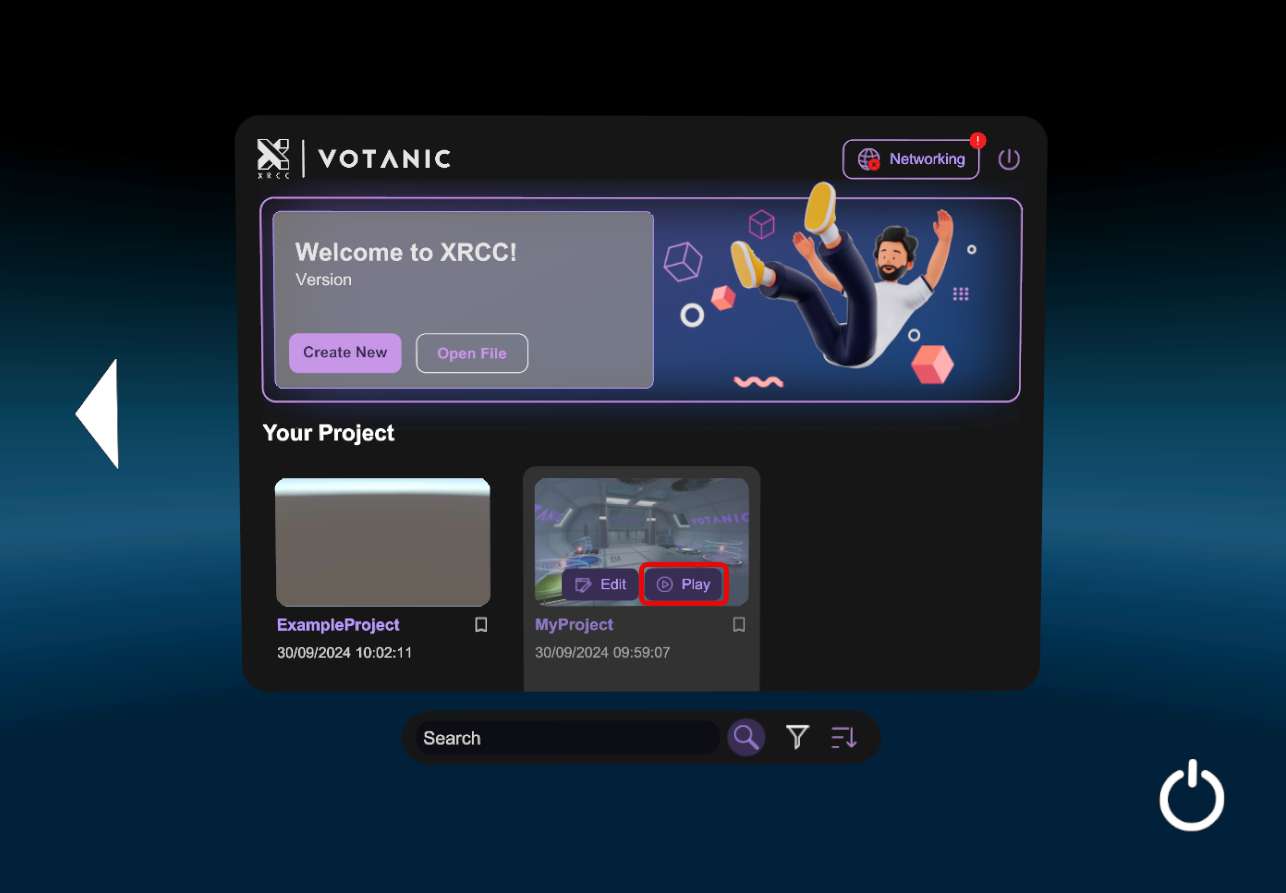 XRCC
VOTANIC
!
Networking
Welcome to XRCC!
Version
Create New
Open File
Your Project
VOTANIC
Edit
Play
ExampleProject
MyProject
30/09/2024 10:02:11
30/09/2024 09:59:07
Search